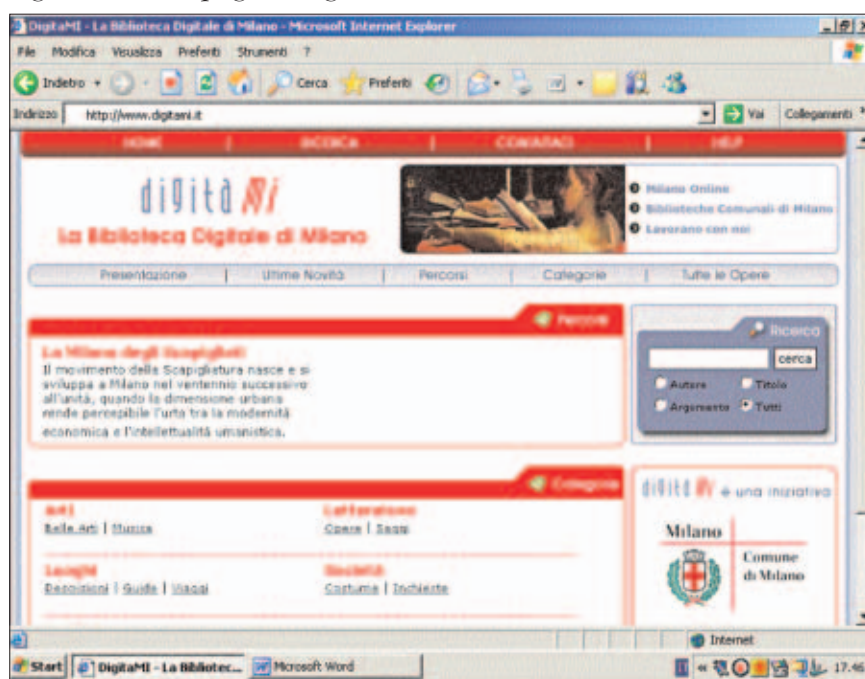 DigitaMI - La Biblioteca Digitale di Milano - Microsoft Internet Explorer
File Modifica Visualizza Preferiti Strumenti ?
Indietro Cerca Preferiti
Indirizzo http://www.digitami.it Vai Collegamenti
HOME | RICERCA | CONTATTACI | HELP
digitàMi
La Biblioteca Digitale di Milano
Milano Online
Biblioteche Comunali di Milano
Lavorano con noi
Presentazione | Ultime Novità | Percorsi | Categorie | Tutte le Opere
Percorsi
La Milano degli Scapigliati
Il movimento della Scapigliatura nasce e si
sviluppa a Milano nel ventennio successivo
all'unità, quando la dimensione urbana
rende percepibile l'urto tra la modernità
economica e l'intellettualità umanistica.
Ricerca
cerca
Autore Titolo
Argomento Tutti
Categorie
Arti
Belle Arti | Musica
Letteratura
Opere | Saggi
Luoghi
Descrizioni | Guide | Viaggi
Società
Costume | Inchieste
digitàMi è una iniziativa
Milano
Comune
di Milano
Internet
Start DigitaMI - La Bibliotec... Microsoft Word 17.46